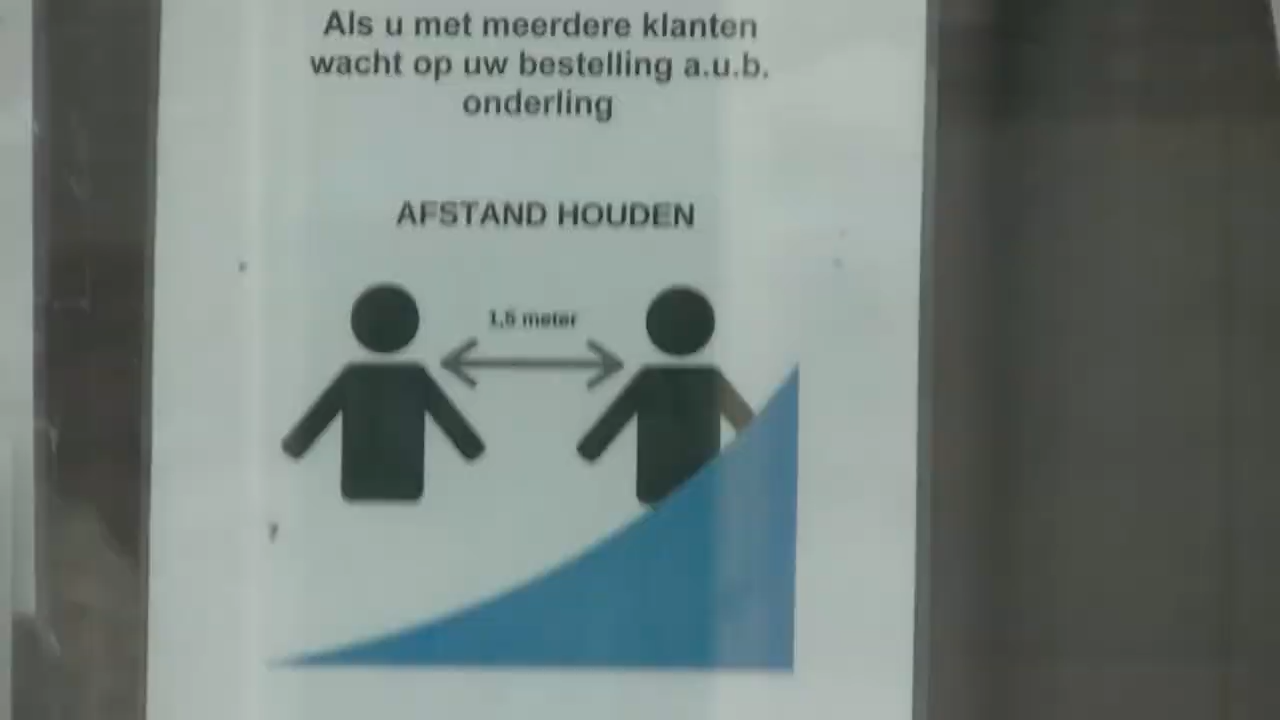 Als u met meerdere klanten
wacht op uw bestelling a.u.b.
onderling
AFSTAND HOUDEN
1,5 meter